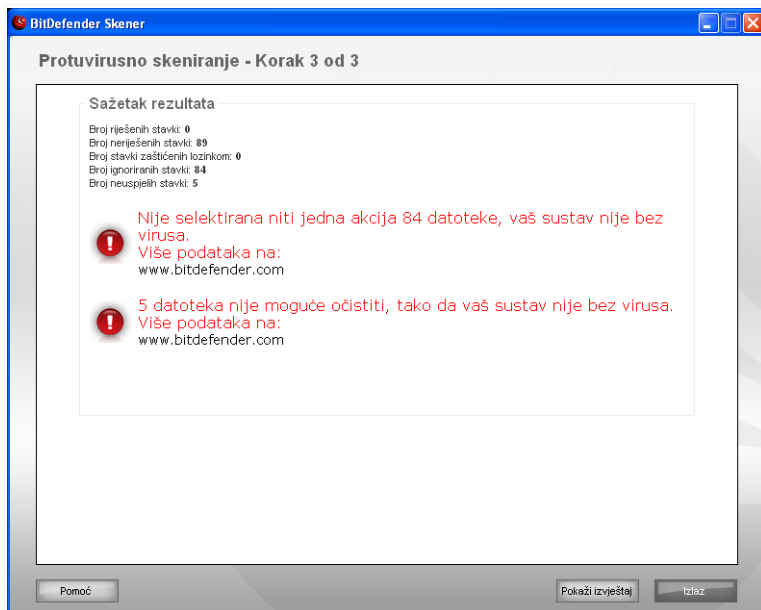 BitDefender Skener
Protuvirusno skeniranje - Korak 3 od 3
Sažetak rezultata
Broj riješenih stavki: 0
Broj neriješenih stavki: 89
Broj stavki zaštićenih lozinkom: 0
Broj ignoriranih stavki: 84
Broj neuspjelih stavki: 5
Nije selektirana niti jedna akcija 84 datoteke, vaš sustav nije bez
virusa.
Više podataka na:
www.bitdefender.com
5 datoteka nije moguće očistiti, tako da vaš sustav nije bez virusa.
Više podataka na:
www.bitdefender.com
Pomoć
Pokaži izvještaj
Izlaz